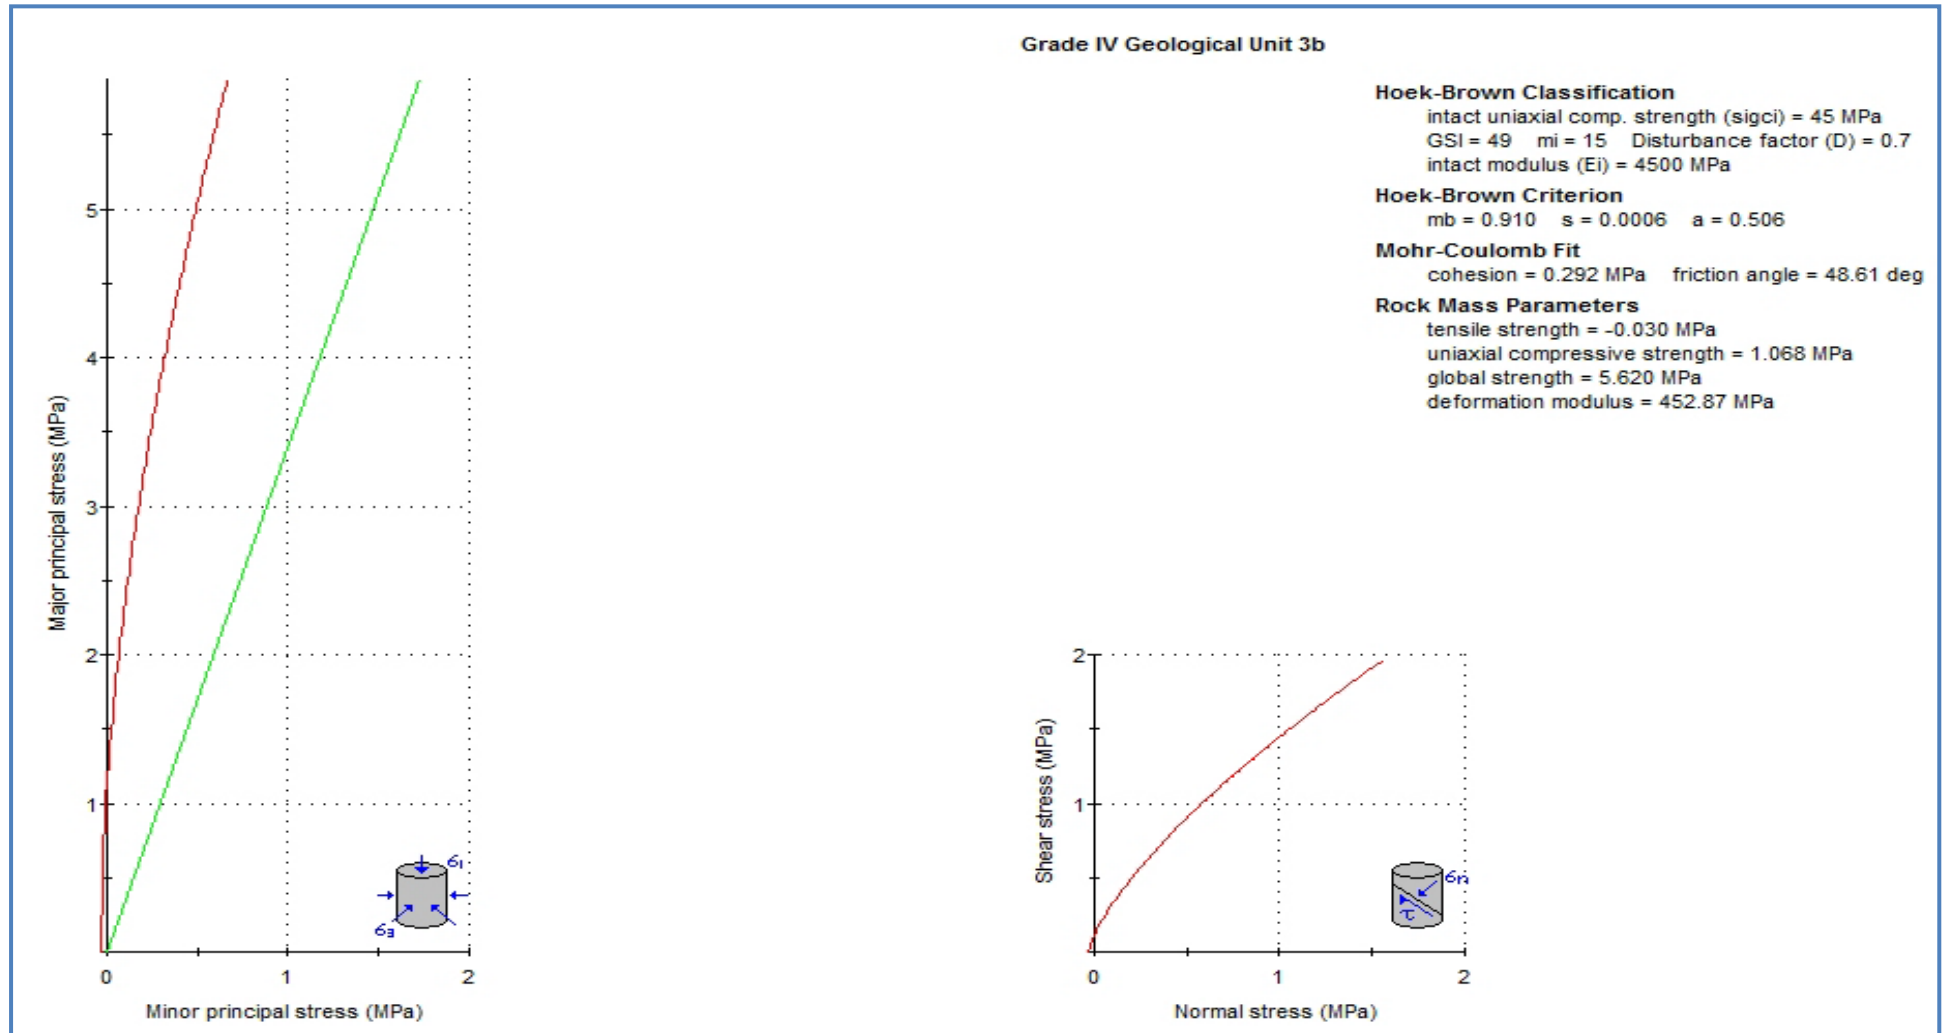 Grade IV Geological Unit 3b
Hoek-Brown Classification
intact uniaxial comp. strength (sigci) = 45 MPa
GSI = 49 mi = 15 Disturbance factor (D) = 0.7
intact modulus (Ei) = 4500 MPa
Hoek-Brown Criterion
mb = 0.910 s = 0.0006 a = 0.506
Mohr-Coulomb Fit
cohesion = 0.292 MPa friction angle = 48.61 deg
Rock Mass Parameters
tensile strength = -0.030 MPa
uniaxial compressive strength = 1.068 MPa
global strength = 5.620 MPa
deformation modulus = 452.87 MPa
Major principal stress (MPa)
5
4
3
2
1
0 1 2
Minor principal stress (MPa)
σ1
σ3
Shear stress (MPa)
2
1
0 1 2
Normal stress (MPa)
σn
τ